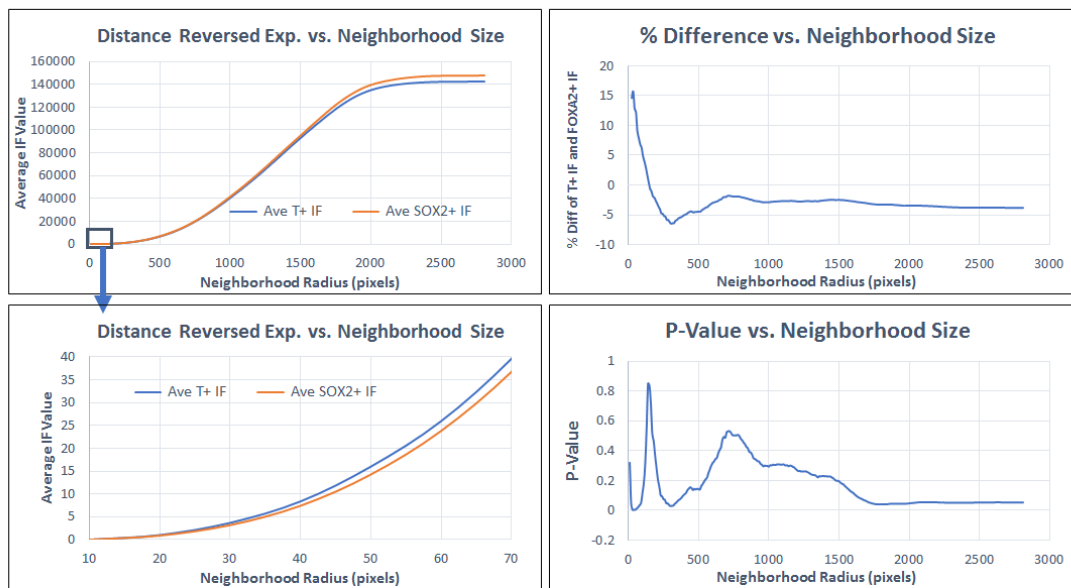 Distance Reversed Exp. vs. Neighborhood Size
160000
140000
120000
100000
80000
60000
40000
20000
0
Average IF Value
Ave T+ IF
Ave SOX2+ IF
0 500 1000 1500 2000 2500 3000
Neighborhood Radius (pixels)
% Difference vs. Neighborhood Size
20
15
10
5
0
-5
-10
% Diff of T+ IF and FOXA2+ IF
0 500 1000 1500 2000 2500 3000
Neighborhood Radius (pixels)
Distance Reversed Exp. vs. Neighborhood Size
40
35
30
25
20
15
10
5
0
Average IF Value
Ave T+ IF
Ave SOX2+ IF
10 20 30 40 50 60 70
Neighborhood Radius (pixels)
P-Value vs. Neighborhood Size
1
0.8
0.6
0.4
0.2
0
-0.2
P-Value
0 500 1000 1500 2000 2500 3000
Neighborhood Radius (pixels)